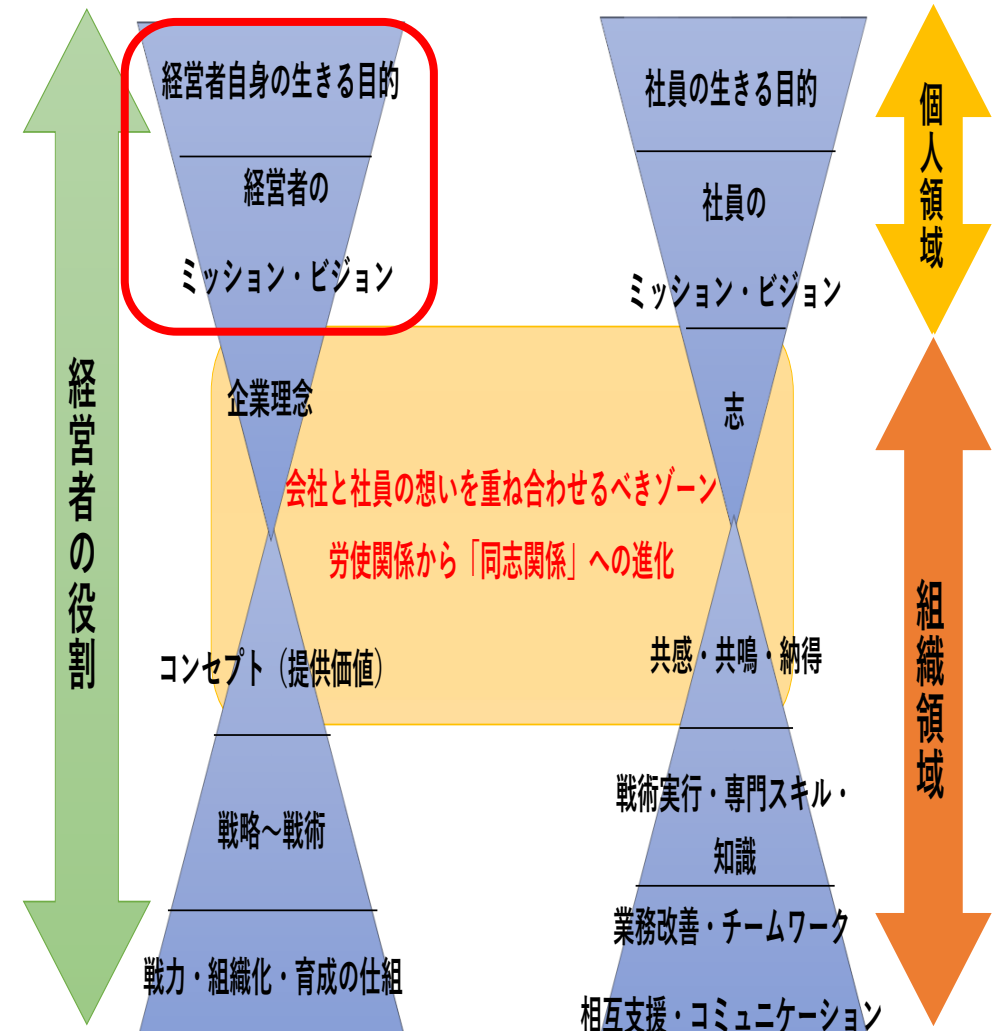 経営者の役割
経営者自身の生きる目的
経営者の
ミッション・ビジョン
企業理念
コンセプト（提供価値）
戦略～戦術
戦力・組織化・育成の仕組
会社と社員の想いを重ね合わせるべきゾーン
労使関係から「同志関係」への進化
社員の生きる目的
社員の
ミッション・ビジョン
志
共感・共鳴・納得
戦術実行・専門スキル・
知識
業務改善・チームワーク
相互支援・コミュニケーション
個人領域
組織領域